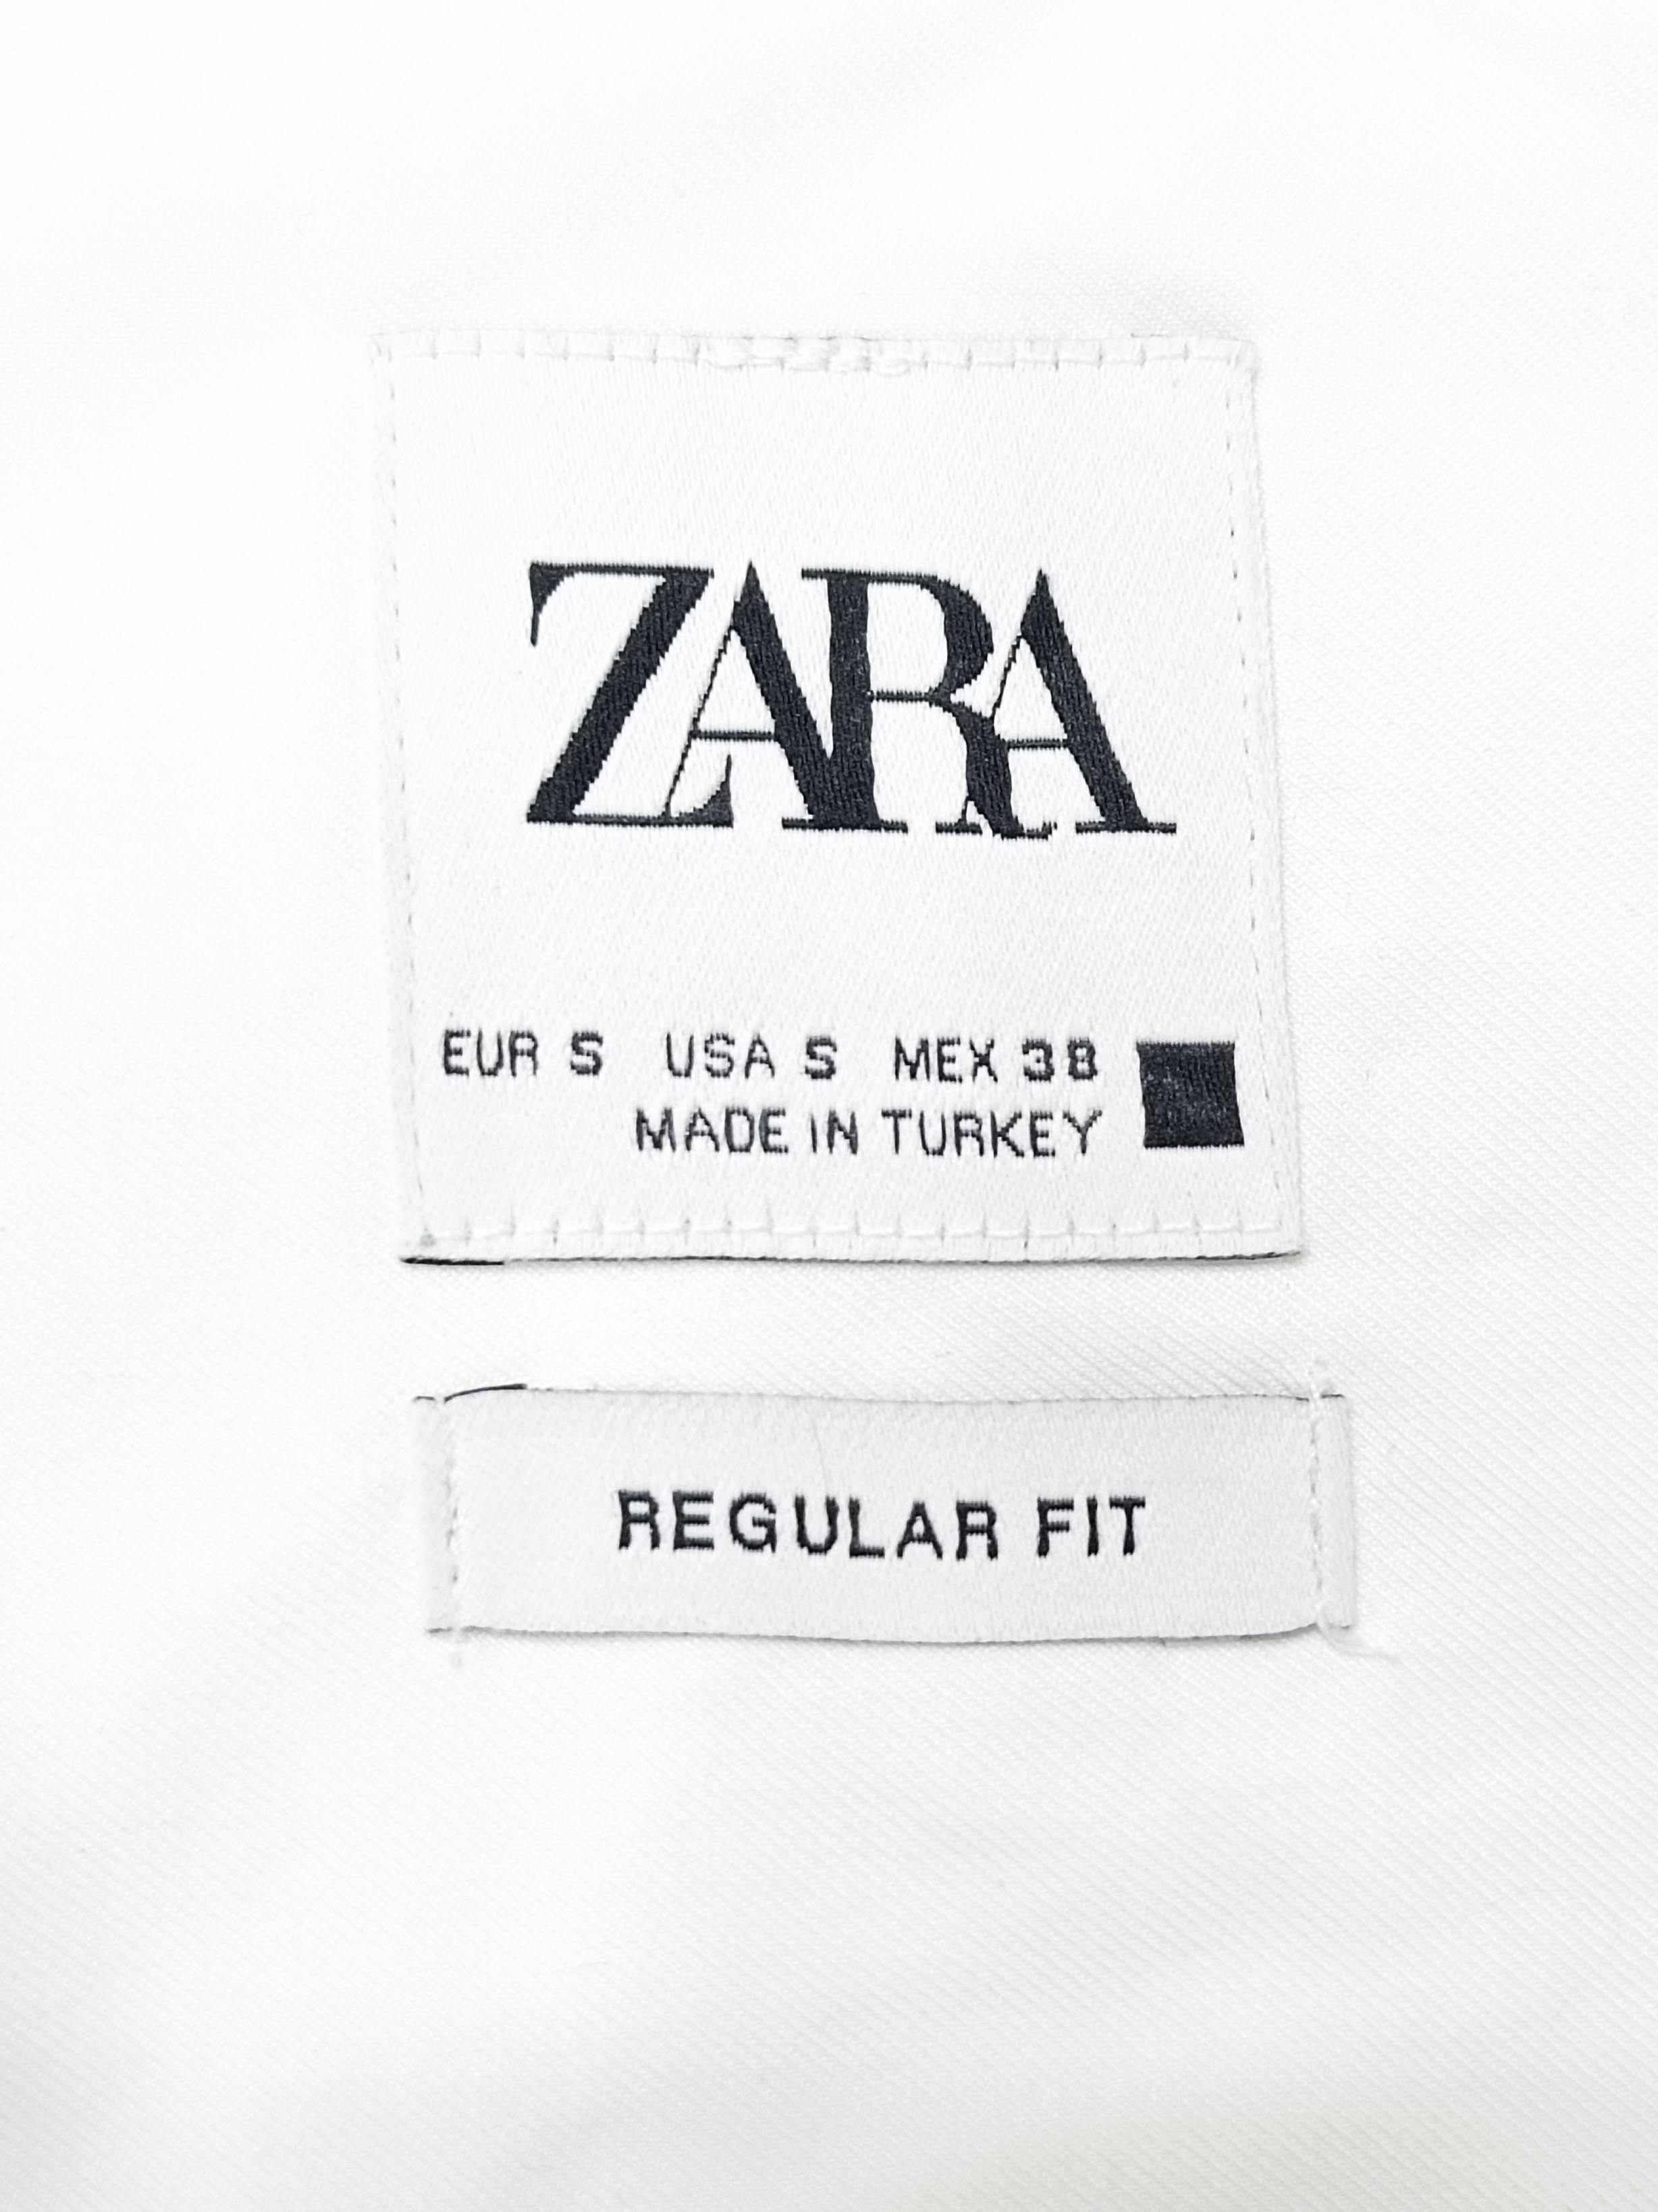 ZARA
EUR S USA S MEX 38
MADE IN TURKEY
REGULAR FIT